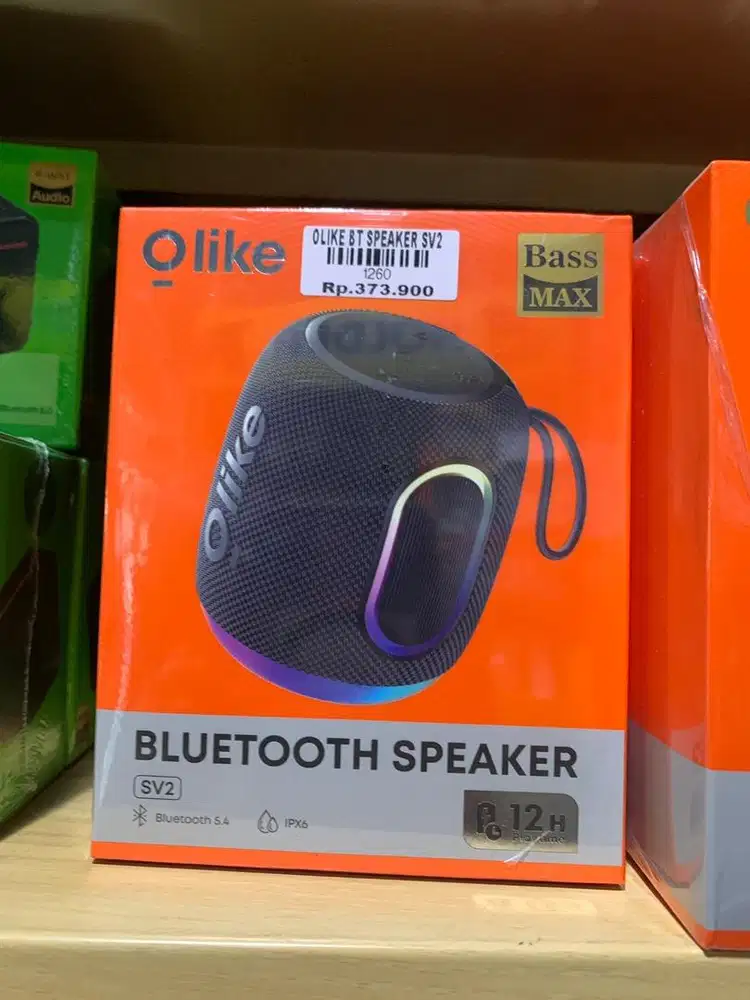 Olike
OLIKE BT SPEAKER SV2
1260
Rp.373.900
Bass
MAX
Olike
BLUETOOTH SPEAKER
SV2
Bluetooth 5.4
IPX6
12H
Playtime
Audio